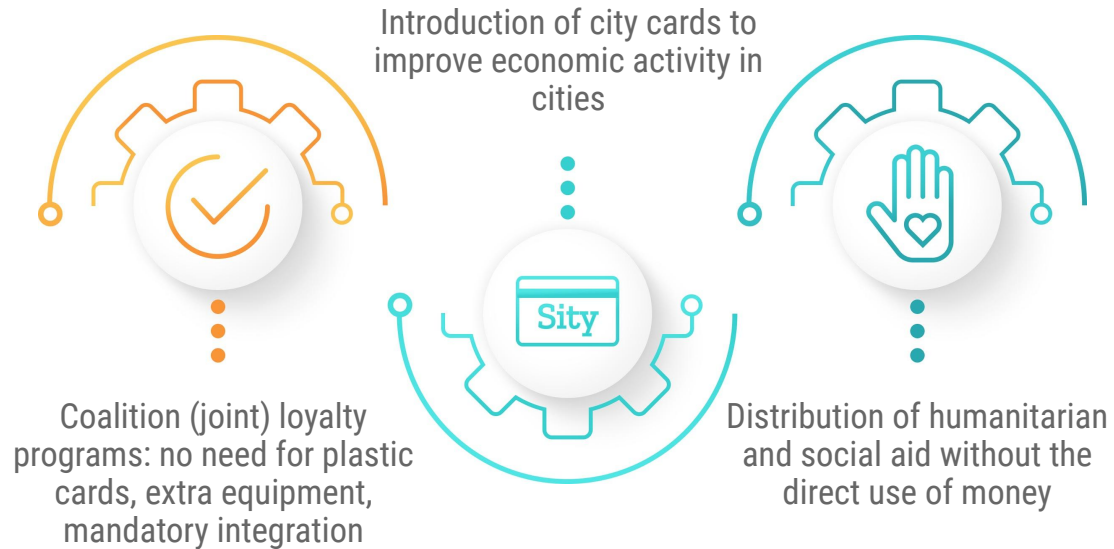 Introduction of city cards to
improve economic activity in
cities
Sity
Coalition (joint) loyalty
programs: no need for plastic
cards, extra equipment,
mandatory integration
Distribution of humanitarian
and social aid without the
direct use of money